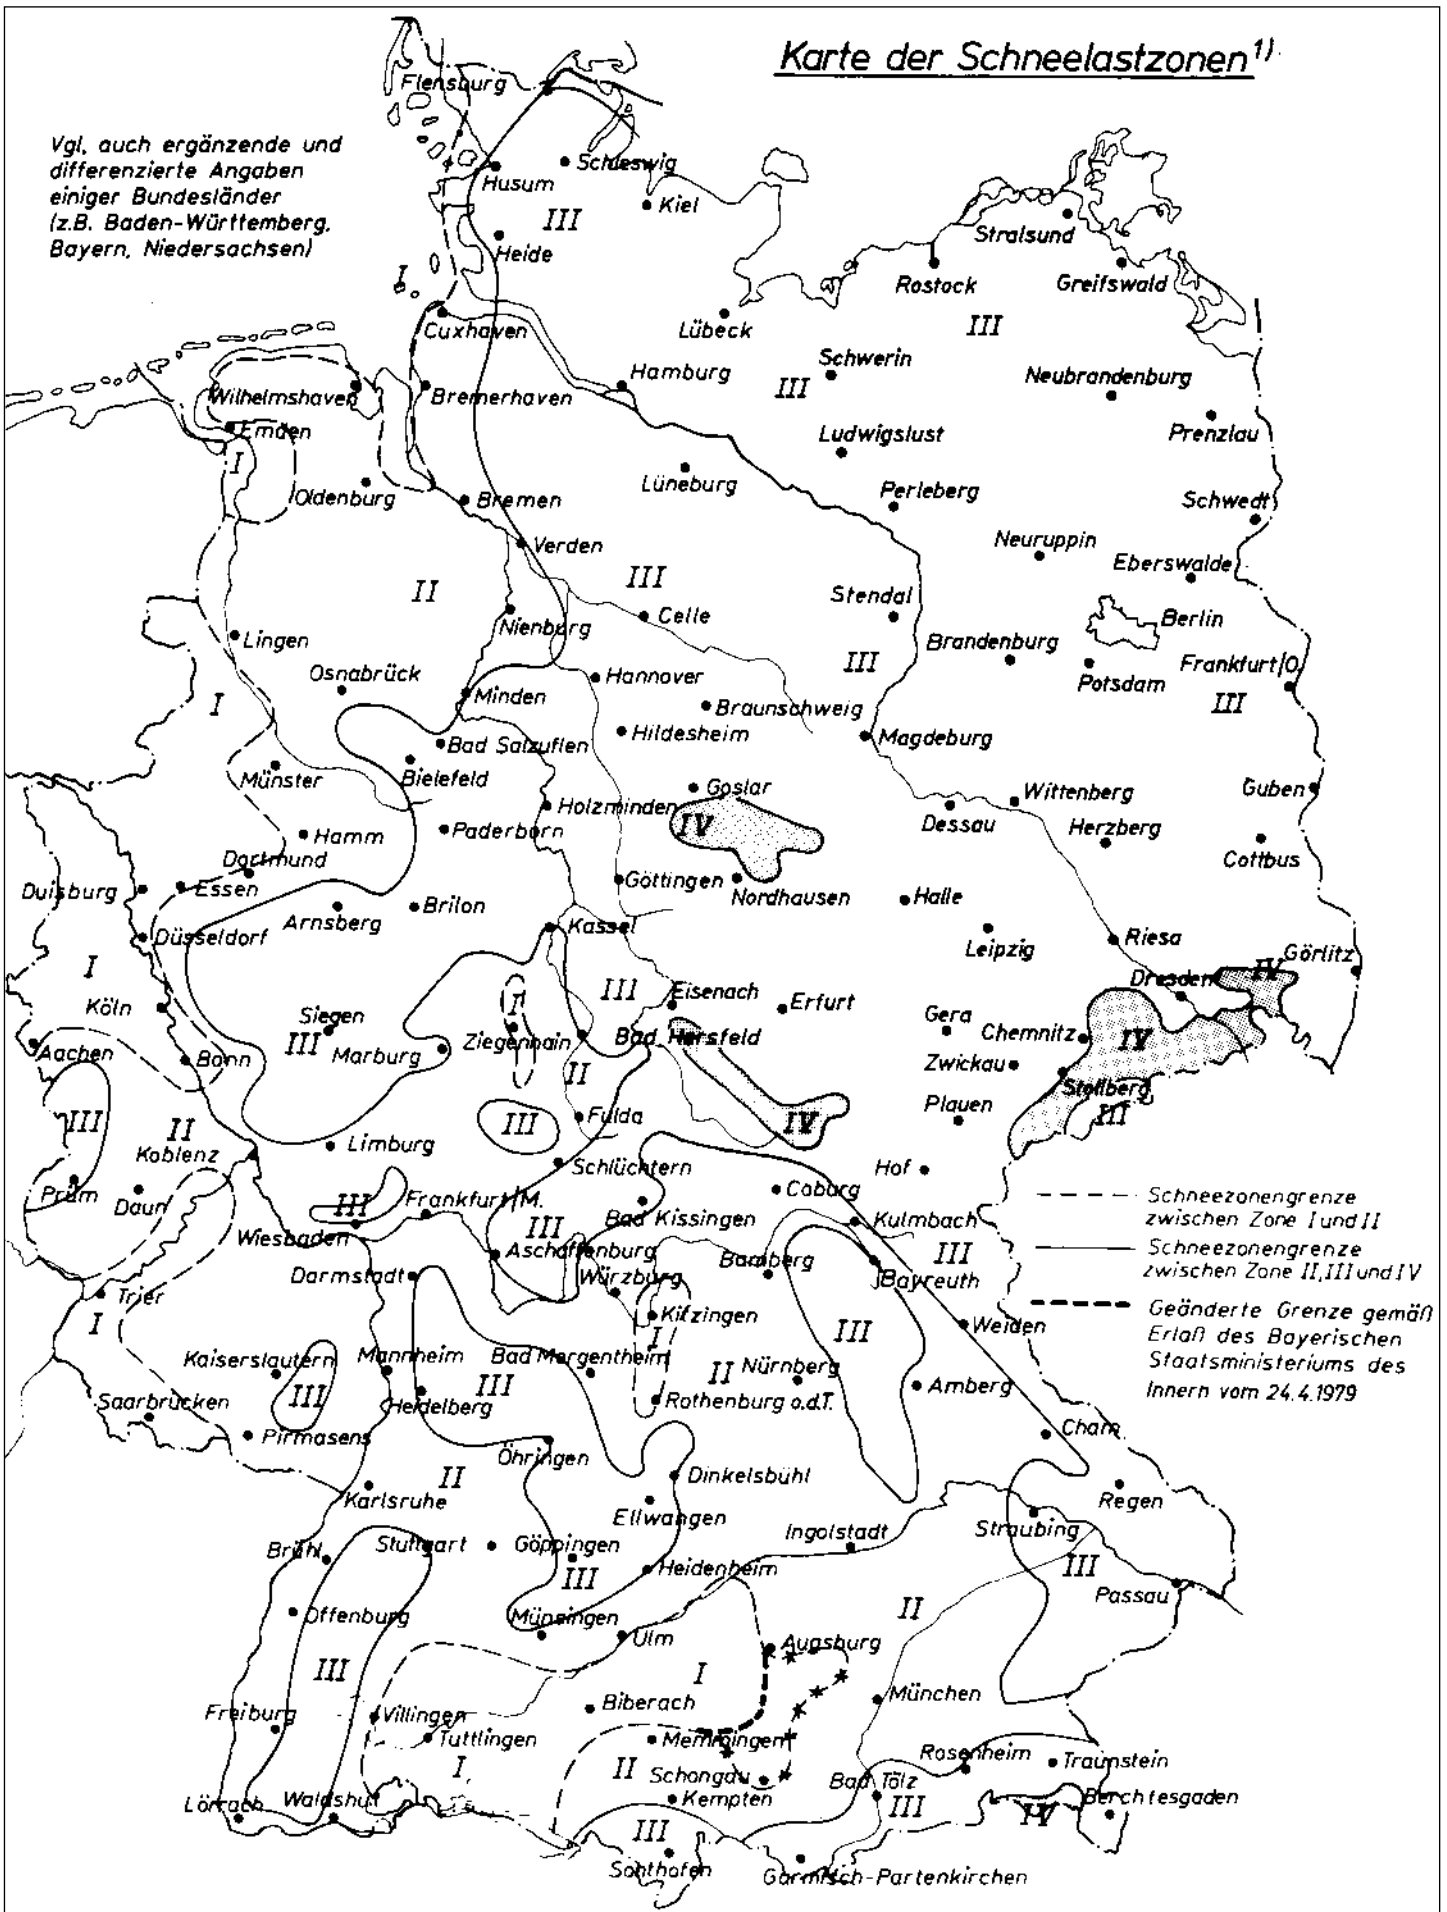 Karte der Schneelastzonen¹⁾
Flensburg
Vgl. auch ergänzende und
differenzierte Angaben
einiger Bundesländer
(z.B. Baden-Württemberg,
Bayern, Niedersachsen)
Schleswig
Husum
Kiel
III
Stralsund
Heide
I
Rostock
Greifswald
Cuxhaven
Lübeck
III
Schwerin
Hamburg
III
Neubrandenburg
Wilhelmshaven
Bremerhaven
Emden
Ludwigslust
Prenzlau
I
Lüneburg
Oldenburg
Bremen
Perleberg
Schwedt
Verden
Neuruppin
Eberswalde
III
II
Stendal
Celle
Nienburg
Berlin
Lingen
Brandenburg
III
Frankfurt/O.
Osnabrück
Hannover
Potsdam
Minden
I
Braunschweig
III
Hildesheim
Magdeburg
Bad Salzuflen
Bielefeld
Münster
Goslar
Guben
Holzminden
Wittenberg
IV
Dessau
Herzberg
Hamm
Paderborn
Dortmund
Cottbus
Duisburg
Essen
Göttingen
Nordhausen
Halle
Brilon
Arnsberg
Kassel
Düsseldorf
Riesa
Leipzig
Görlitz
I
IV
Dresden
III
Eisenach
Köln
I
Erfurt
Siegen
Gera
Chemnitz
Bad Hersfeld
IV
III
Marburg
Ziegenhain
Aachen
Bonn
Zwickau
II
Stollberg
Plauen
III
IV
III
III
Fulda
II
Limburg
Koblenz
Schlüchtern
Hof
Prüm
Daun
III
Frankfurt/M.
Coburg
Schneezonengrenze
zwischen Zone I und II
Bad Kissingen
Kulmbach
III
Wiesbaden
Aschaffenburg
III
Schneezonengrenze
zwischen Zone II, III und IV
Bamberg
Darmstadt
Würzburg
Bayreuth
Trier
Kitzingen
Geänderte Grenze gemäß
Erlaß des Bayerischen
Staatsministeriums des
Innern vom 24.4.1979
I
I
III
Weiden
Kaiserslautern
Mannheim
Bad Mergentheim
II
Nürnberg
III
III
Amberg
Saarbrücken
Heidelberg
Rothenburg o.d.T.
Pirmasens
Cham
Öhringen
II
Dinkelsbühl
Karlsruhe
Regen
Ellwangen
Straubing
Ingolstadt
Brühl
Stuttgart
Göppingen
III
Heidenheim
III
Passau
Offenburg
Münsingen
II
Ulm
Augsburg
III
I
Freiburg
Villingen
Biberach
München
Tuttlingen
Memmingen
Rosenheim
Traunstein
I
II
Schongau
Bad Tölz
Lörrach
Waldshut
Kempten
III
IV
Berchtesgaden
III
Sonthofen
Garmisch-Partenkirchen